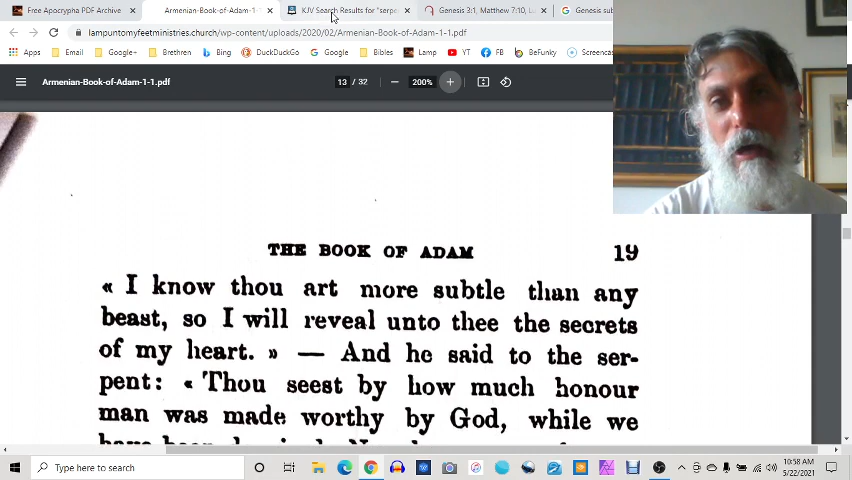 Free Apocrypha PDF Archive
Armenian-Book-of-Adam-1-
KJV Search Results for "serpe
Genesis 3:1, Matthew 7:10, L
Genesis sub
lampuntomyfeetministries.church/wp-content/uploads/2020/02/Armenian-Book-of-Adam-1-1.pdf
Apps Email Google+ Brethren Bing DuckDuckGo Google Bibles Lamp YT FB BeFunky Screencas
Armenian-Book-of-Adam-1-1.pdf 13 / 32 200%
THE BOOK OF ADAM 19
« I know thou art more subtle than any
beast, so I will reveal unto thee the secrets
of my heart. » — And he said to the ser-
pent: « Thou seest by how much honour
man was made worthy by God, while we
Type here to search
10:58 AM
5/22/2021